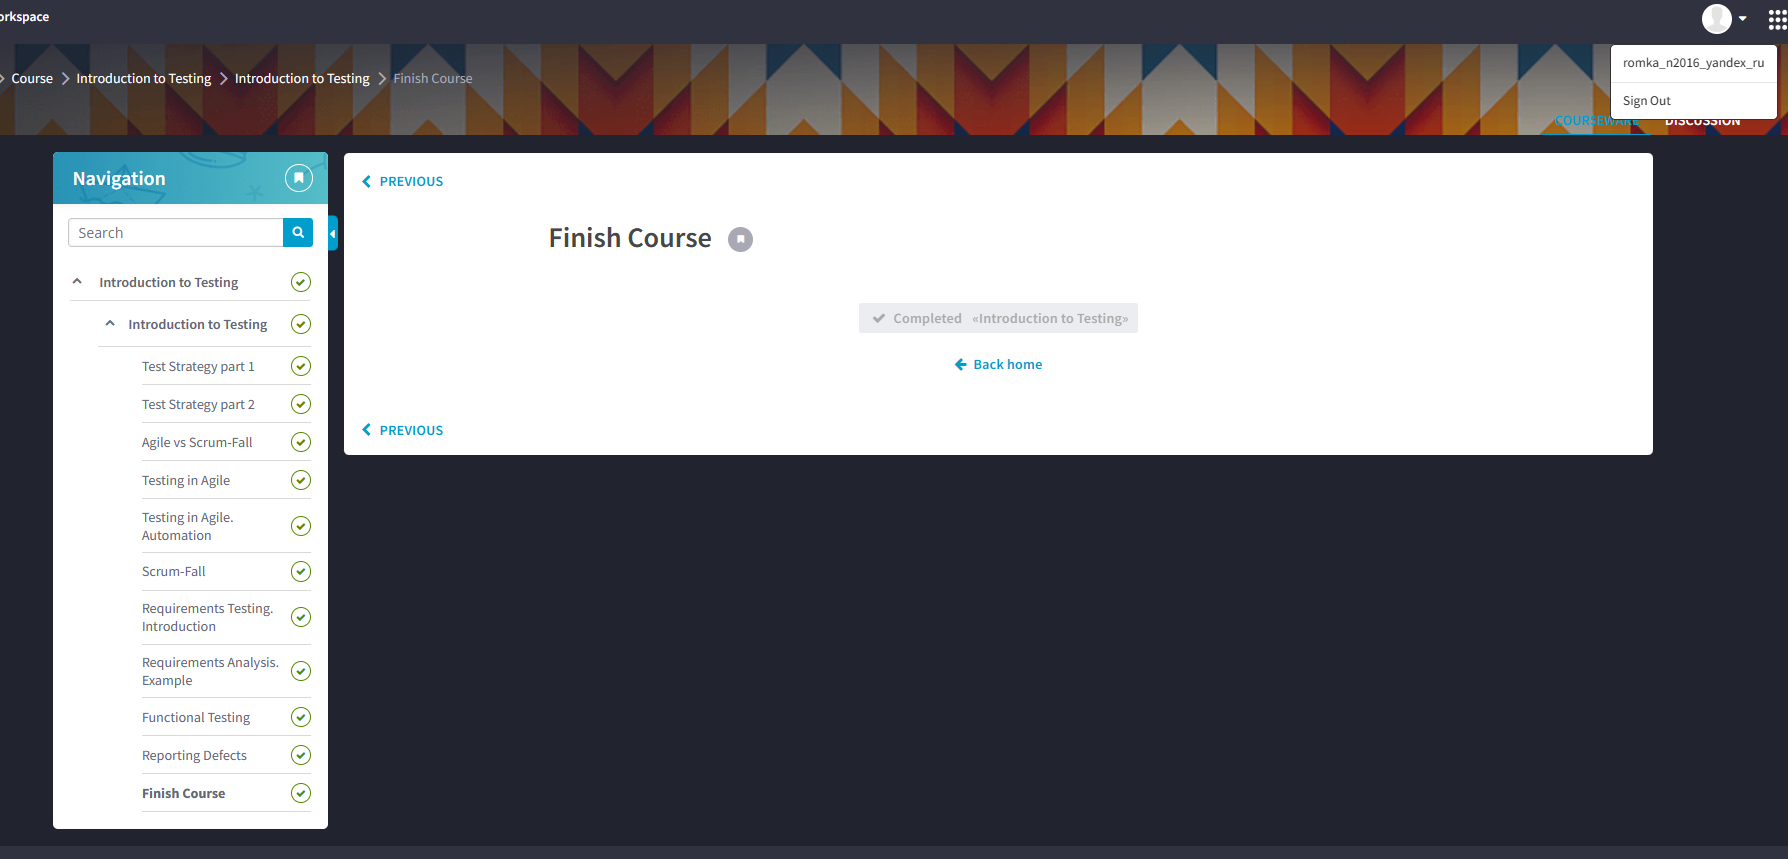 orkspace
Course Introduction to Testing Introduction to Testing Finish Course
romka_n2016_yandex_ru
Sign Out
COURSEWARE DISCUSSION
Navigation
Search
Introduction to Testing
Introduction to Testing
Test Strategy part 1
Test Strategy part 2
Agile vs Scrum-Fall
Testing in Agile
Testing in Agile.
Automation
Scrum-Fall
Requirements Testing.
Introduction
Requirements Analysis.
Example
Functional Testing
Reporting Defects
Finish Course
PREVIOUS
Finish Course
Completed «Introduction to Testing»
Back home
PREVIOUS